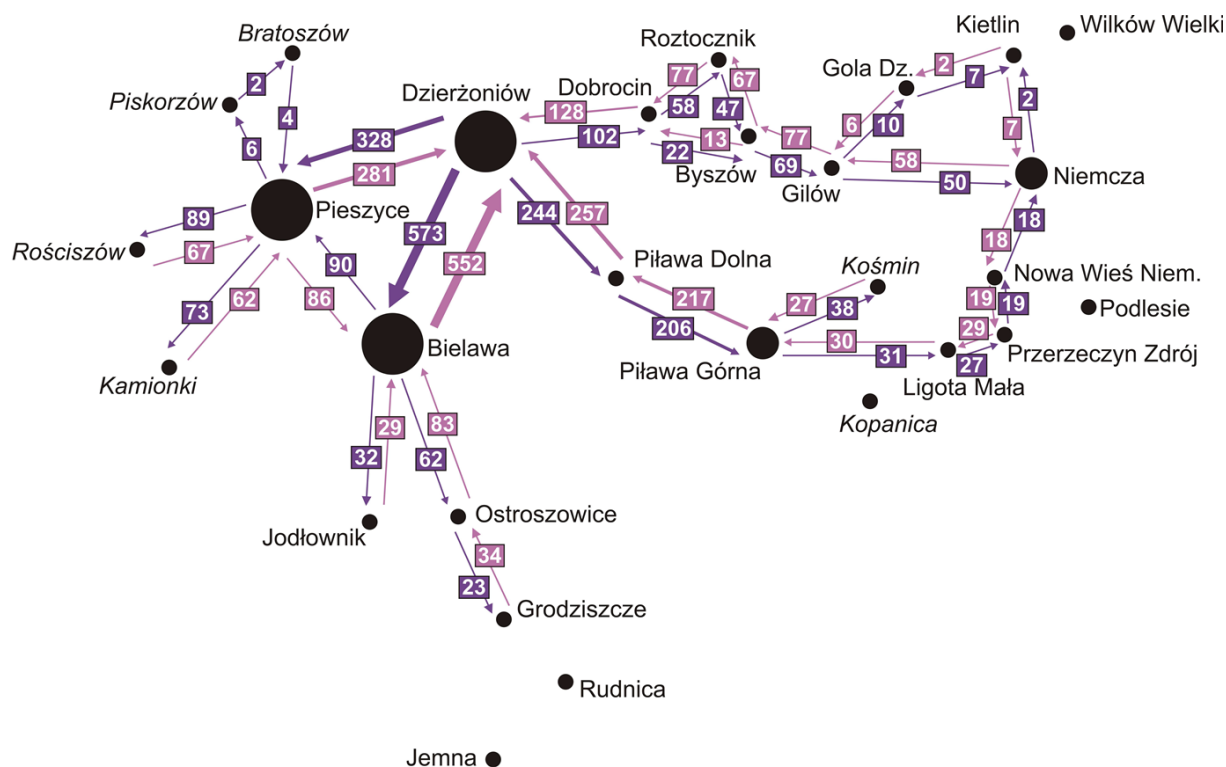 Bratoszów
Kietlin
Wilków Wielki
Roztocznik
2
Gola Dz.
2
7
Piskorzów
Dzierżoniów
Dobrocin
77
67
4
128
58
47
10
2
6
328
102
13
77
6
7
22
69
58
281
Byszów
Gilów
50
Niemcza
Pieszyce
89
244
257
18
Rościszów
67
573
18
90
552
Piława Dolna
Kośmin
Nowa Wieś Niem.
62
86
217
27
38
19
19
Podlesie
73
206
30
29
Bielawa
31
27
Przerzeczyn Zdrój
Kamionki
Piława Górna
Ligota Mała
Kopanica
29
83
32
62
Jodłownik
Ostroszowice
34
23
Grodziszcze
Rudnica
Jemna